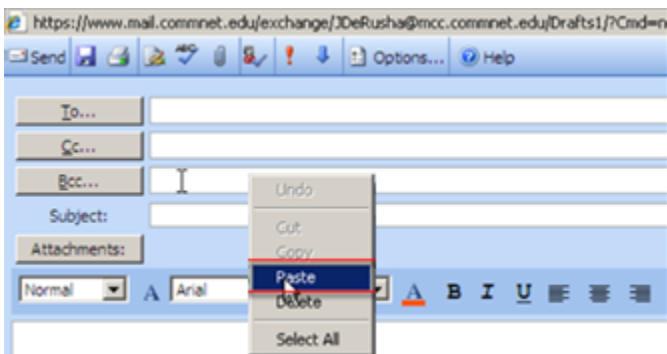 https://www.mail.commnet.edu/exchange/JDeRusha@mcc.commnet.edu/Drafts1/?Cmd=n
Send Options... Help
To...
Cc...
Bcc...
Undo
Subject:
Cut
Attachments:
Copy
Paste
Normal A Arial A B I U
Delete
Select All